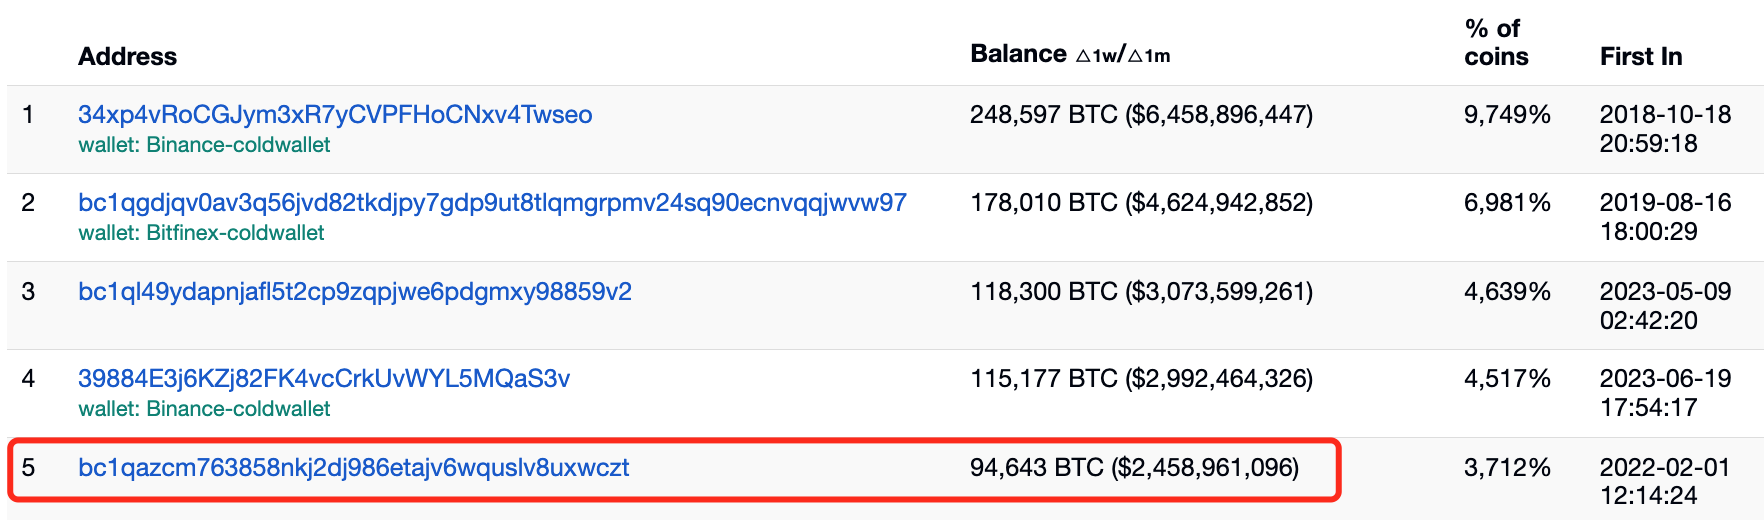 Address Balance △1w/△1m % of coins First In
1 34xp4vRoCGJym3xR7yCVPFHoCNxv4Twseo 248,597 BTC ($6,458,896,447) 9,749% 2018-10-18 20:59:18
wallet: Binance-coldwallet
2 bc1qgdjqv0av3q56jvd82tkdjpy7gdp9ut8tlqmgrpmv24sq90ecnvqqjwvw97 178,010 BTC ($4,624,942,852) 6,981% 2019-08-16 18:00:29
wallet: Bitfinex-coldwallet
3 bc1ql49ydapnjafl5t2cp9zqpjwe6pdgmxy98859v2 118,300 BTC ($3,073,599,261) 4,639% 2023-05-09 02:42:20
4 39884E3j6KZj82FK4vcCrkUvWYL5MQaS3v 115,177 BTC ($2,992,464,326) 4,517% 2023-06-19 17:54:17
wallet: Binance-coldwallet
5 bc1qazcm763858nkj2dj986etajv6wquslv8uxwczt 94,643 BTC ($2,458,961,096) 3,712% 2022-02-01 12:14:24